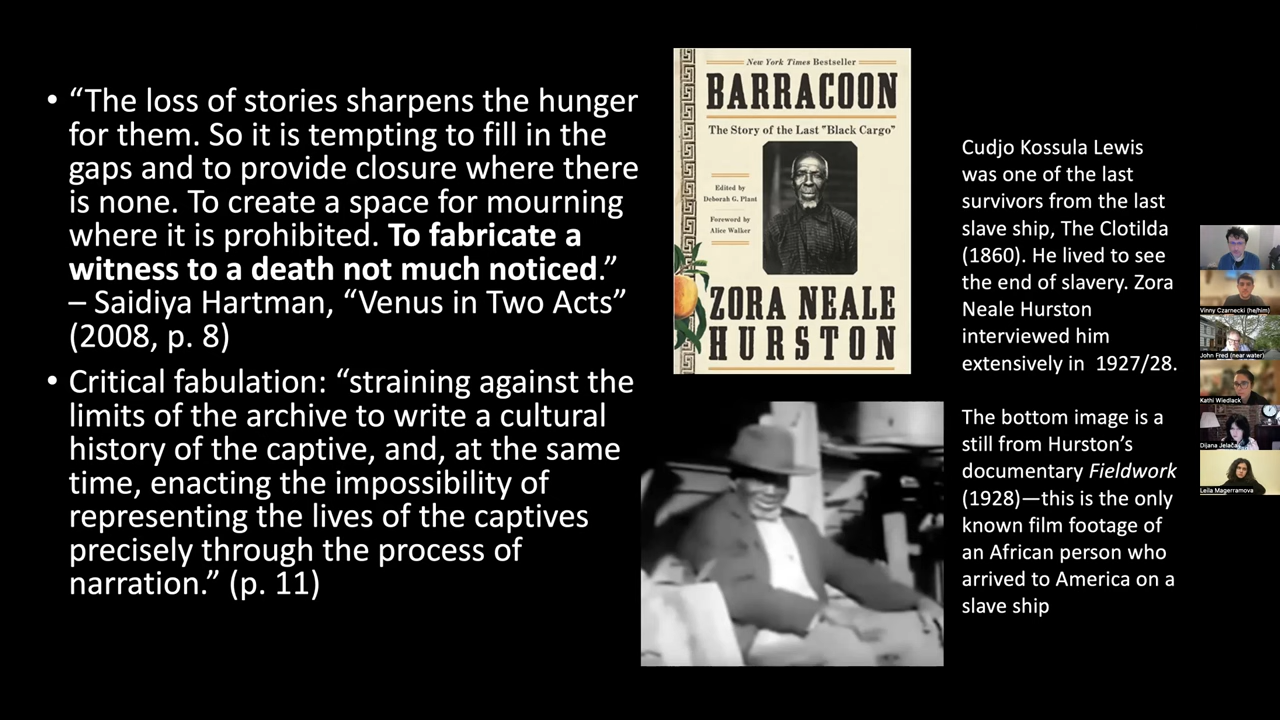 • “The loss of stories sharpens the hunger
for them. So it is tempting to fill in the
gaps and to provide closure where there
is none. To create a space for mourning
where it is prohibited. To fabricate a
witness to a death not much noticed.”
– Saidiya Hartman, “Venus in Two Acts”
(2008, p. 8)
• Critical fabulation: “straining against the
limits of the archive to write a cultural
history of the captive, and, at the same
time, enacting the impossibility of
representing the lives of the captives
precisely through the process of
narration.” (p. 11)
New York Times Bestseller
BARRACOON
The Story of the Last "Black Cargo"
Edited by
Deborah G. Plant
Foreword by
Alice Walker
ZORA NEALE
HURSTON
Cudjo Kossula Lewis
was one of the last
survivors from the last
slave ship, The Clotilda
(1860). He lived to see
the end of slavery. Zora
Neale Hurston
interviewed him
extensively in 1927/28.
The bottom image is a
still from Hurston’s
documentary Fieldwork
(1928)—this is the only
known film footage of
an African person who
arrived to America on a
slave ship
Vinny Czarnecki (he/him)
John Fred (near water)
Kathi Wiedlack
Dijana Jelača
Leila Magerramova